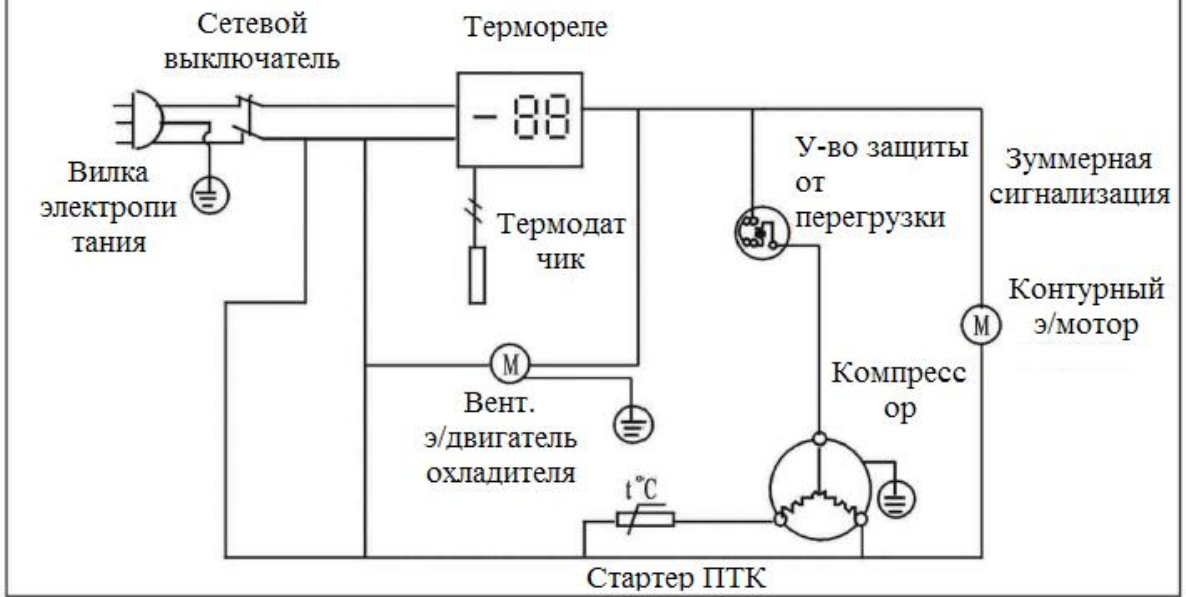 Сетевой
выключатель
Термореле
- 88
Вилка
электропи
тания
Термодат
чик
У-во защиты
от
перегрузки
Зуммерная
сигнализация
M
Контурный
э/мотор
M
Вент.
э/двигатель
охладителя
Компресс
ор
t°C
Стартер ПТК